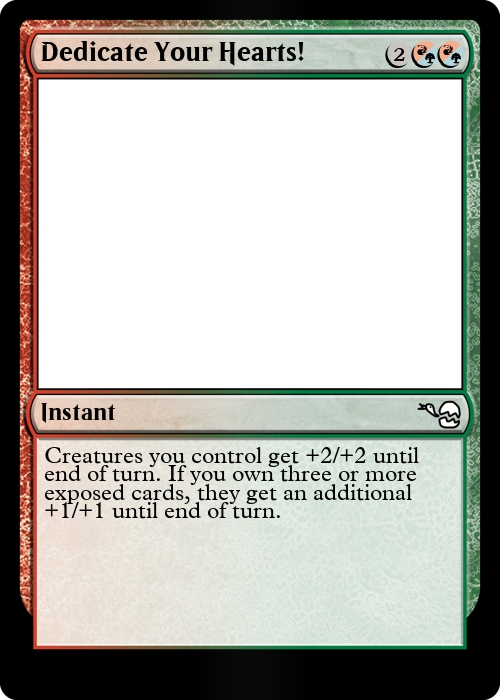 Dedicate Your Hearts! 2
Instant
Creatures you control get +2/+2 until
end of turn. If you own three or more
exposed cards, they get an additional
+1/+1 until end of turn.